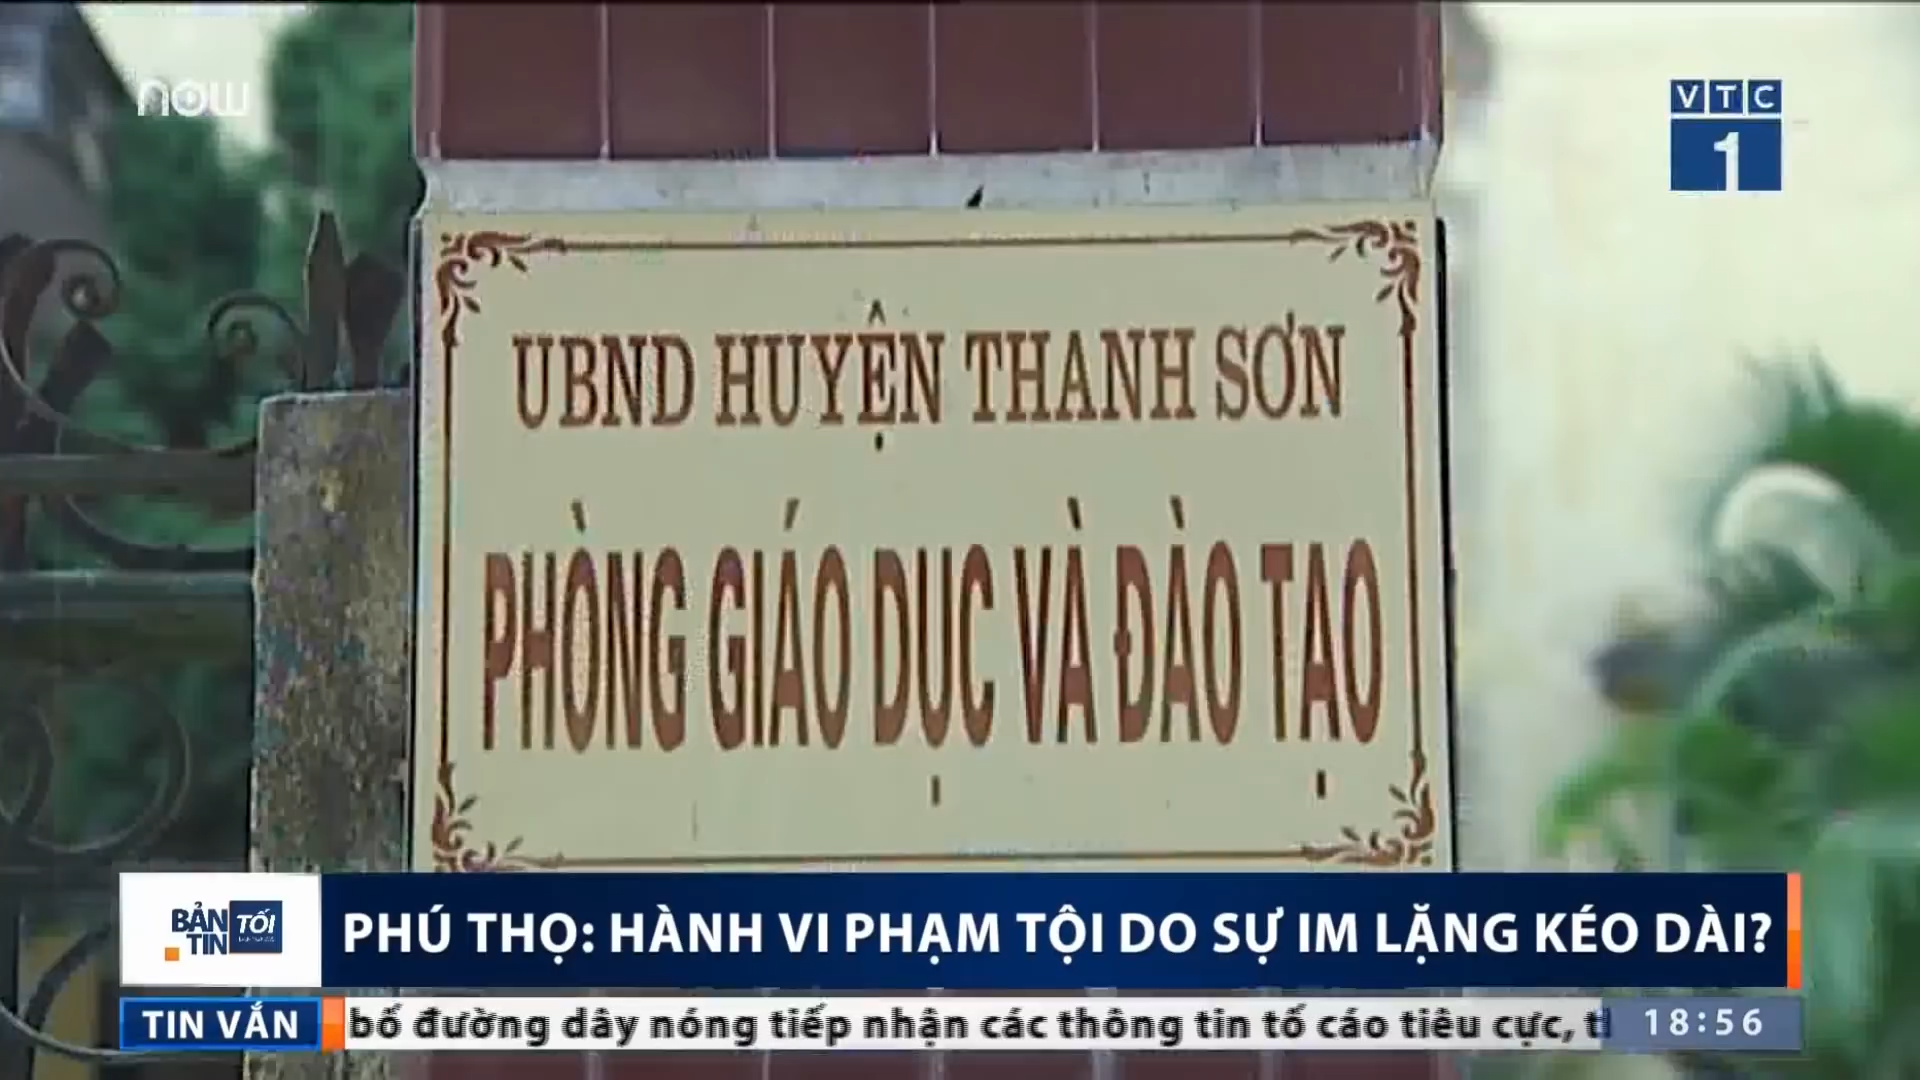 now
VTC
1
UBND HUYỆN THANH SƠN
PHÒNG GIÁO DỤC VÀ ĐÀO TẠO
BẢN TIN TỐI
PHÚ THỌ: HÀNH VI PHẠM TỘI DO SỰ IM LẶNG KÉO DÀI?
TIN VẮN
bố đường dây nóng tiếp nhận các thông tin tố cáo tiêu cực,
18:56